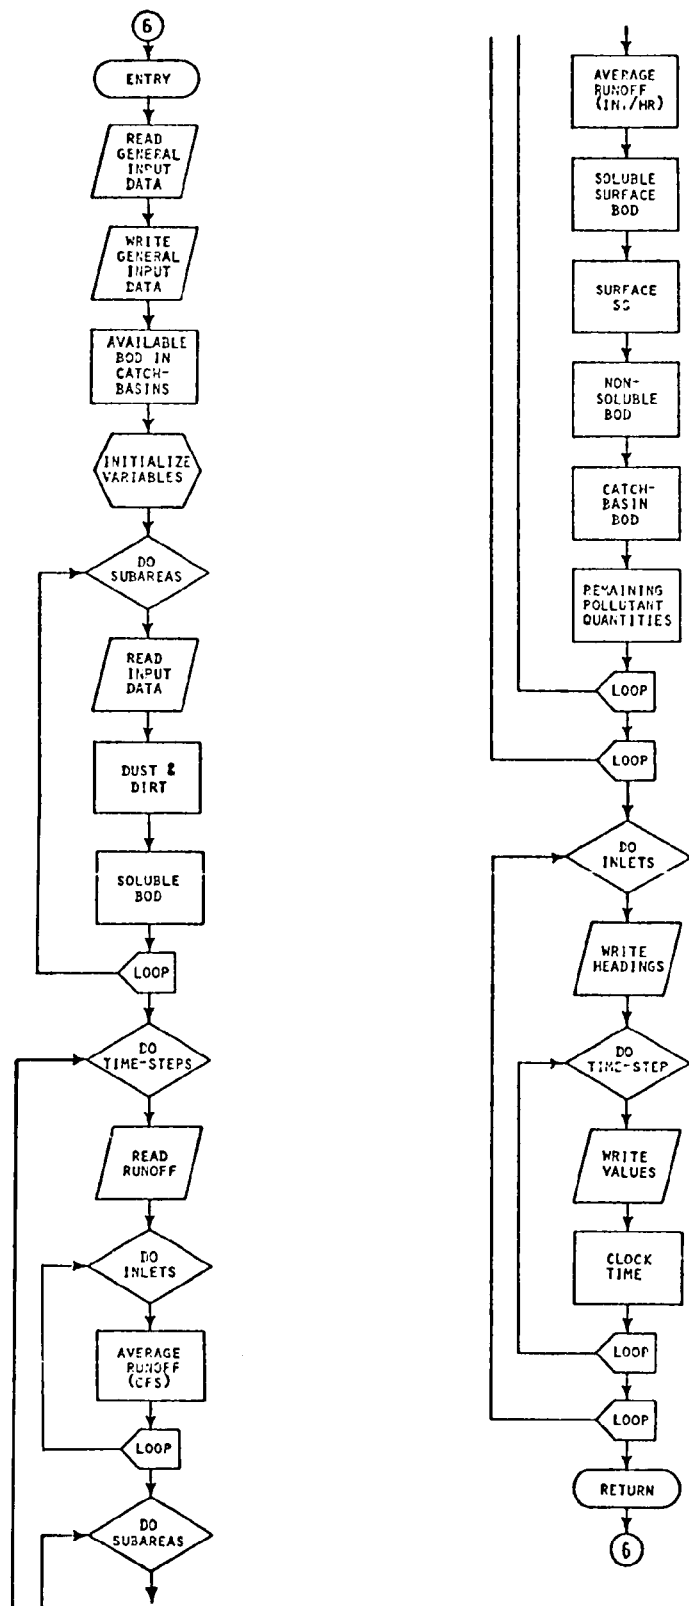 6
ENTRY
READ
GENERAL
INPUT
DATA
WRITE
GENERAL
INPUT
DATA
AVAILABLE
BOD IN
CATCH-
BASINS
INITIALIZE
VARIABLES
DO
SUBAREAS
READ
INPUT
DATA
DUST &
DIRT
SOLUBLE
BOD
LOOP
DO
TIME-STEPS
READ
RUNOFF
DO
INLETS
AVERAGE
RUNOFF
(CFS)
LOOP
DO
SUBAREAS
AVERAGE
RUNOFF
(IN./HR)
SOLUBLE
SURFACE
BOD
SURFACE
SS
NON-
SOLUBLE
BOD
CATCH-
BASIN
BOD
REMAINING
POLLUTANT
QUANTITIES
LOOP
LOOP
DO
INLETS
WRITE
HEADINGS
DO
TIME-STEP
WRITE
VALUES
CLOCK
TIME
LOOP
LOOP
RETURN
6